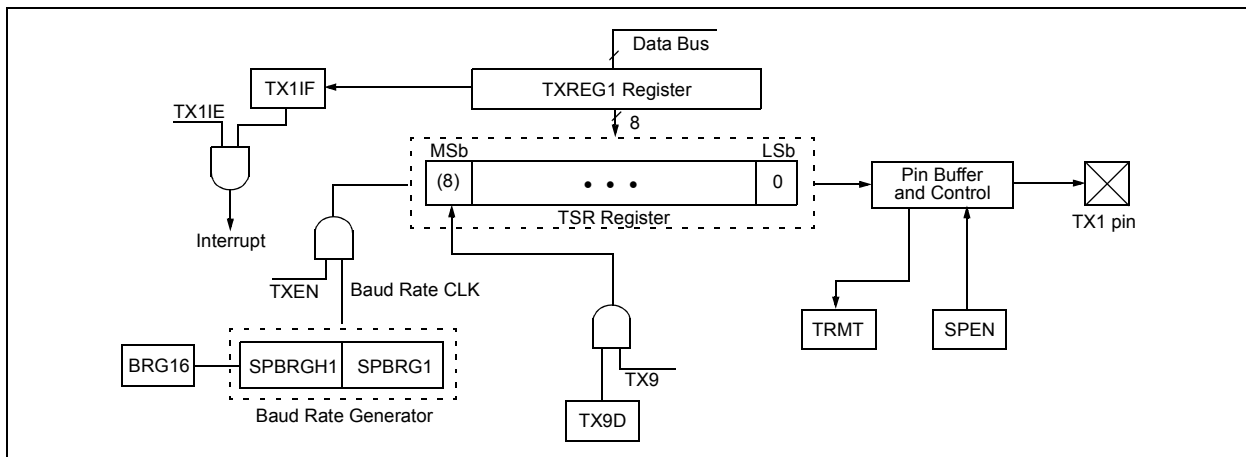 Data Bus
TXREG1 Register
TX1IF
TX1IE
8
MSb
LSb
(8)
• • •
0
TSR Register
Pin Buffer
and Control
TX1 pin
Interrupt
TXEN
Baud Rate CLK
TRMT
SPEN
BRG16
SPBRGH1
SPBRG1
TX9
Baud Rate Generator
TX9D